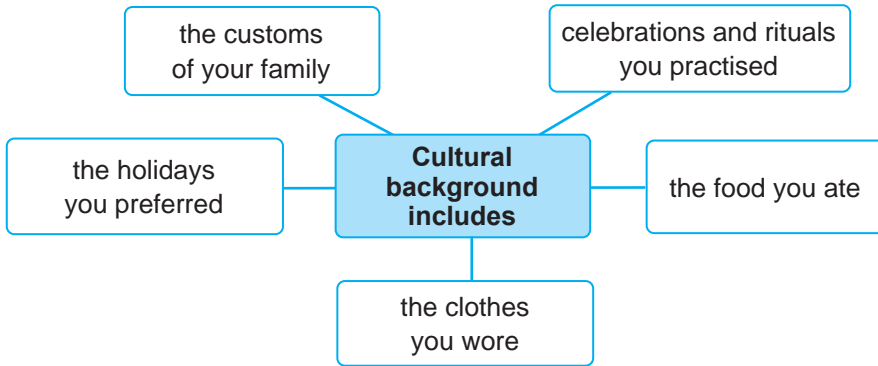 the customs
of your family
celebrations and rituals
you practised
the holidays
you preferred
Cultural
background
includes
the food you ate
the clothes
you wore